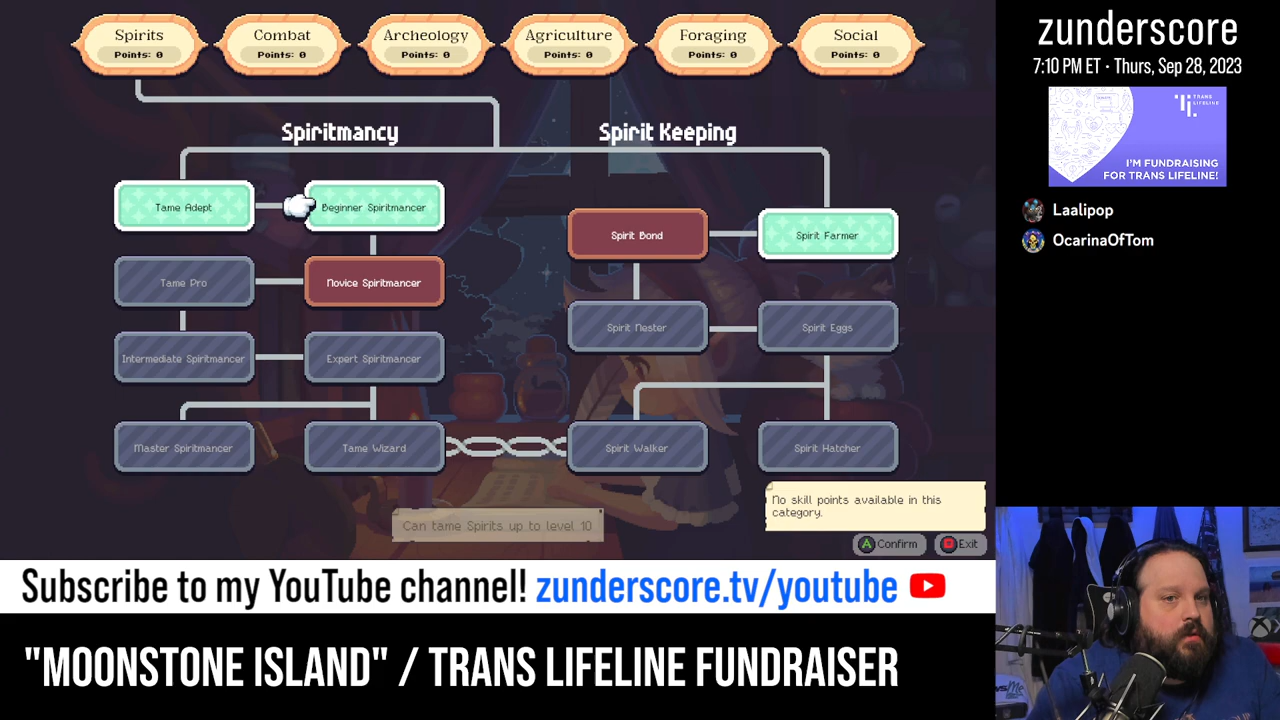 Spirits
Points: 0
Combat
Points: 0
Archeology
Points: 0
Agriculture
Points: 0
Foraging
Points: 0
Social
Points: 0
Spiritmancy
Spirit Keeping
Tame Adept
Beginner Spiritmancer
Spirit Bond
Spirit Farmer
Tame Pro
Novice Spiritmancer
Spirit Nester
Spirit Eggs
Intermediate Spiritmancer
Expert Spiritmancer
Master Spiritmancer
Tame Wizard
Spirit Walker
Spirit Hatcher
Can tame Spirits up to level 10
No skill points available in this
category.
A Confirm
Exit
zunderscore
7:10 PM ET · Thurs, Sep 28, 2023
TRANS
LIFELINE
I'M FUNDRAISING
FOR TRANS LIFELINE!
Laalipop
OcarinaOfTom
Subscribe to my YouTube channel! zunderscore.tv/youtube
"MOONSTONE ISLAND" / TRANS LIFELINE FUNDRAISER